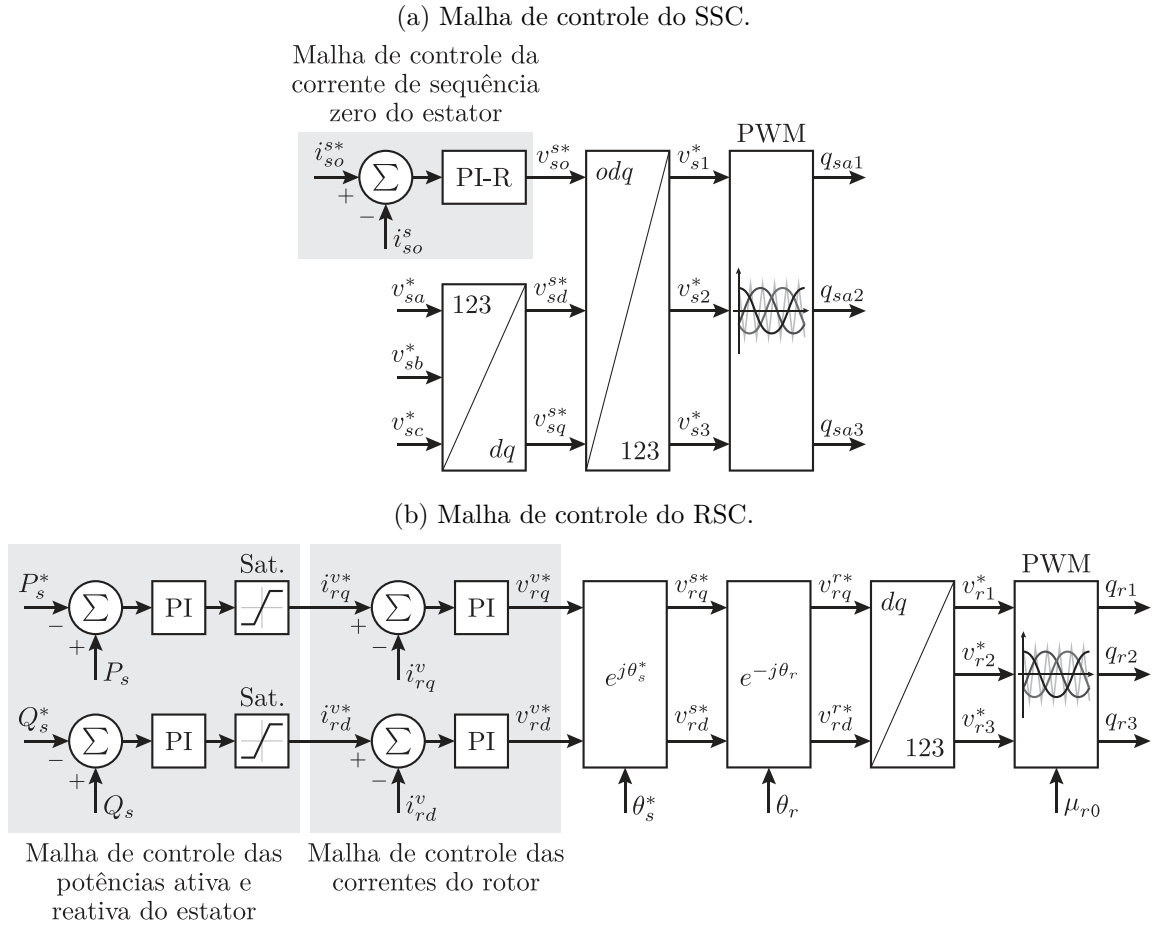 (a) Malha de controle do SSC.
Malha de controle da
corrente de sequência
zero do estator
PWM
i_{so}^{s*}
+
−
∑
PI-R
v_{so}^{s*}
i_{so}^{s}
odq
123
v_{s1}^{*}
v_{s2}^{*}
v_{s3}^{*}
q_{sa1}
q_{sa2}
q_{sa3}
v_{sa}^{*}
v_{sb}^{*}
v_{sc}^{*}
123
dq
v_{sd}^{s*}
v_{sq}^{s*}
(b) Malha de controle do RSC.
P_{s}^{*}
−
+
∑
P_{s}
PI
Sat.
i_{rq}^{v*}
+
−
∑
i_{rq}^{v}
PI
v_{rq}^{v*}
Q_{s}^{*}
−
+
∑
Q_{s}
PI
Sat.
i_{rd}^{v*}
+
−
∑
i_{rd}^{v}
PI
v_{rd}^{v*}
e^{jθ_{s}^{*}}
θ_{s}^{*}
v_{rq}^{s*}
v_{rd}^{s*}
e^{-jθ_{r}}
θ_{r}
v_{rq}^{r*}
v_{rd}^{r*}
dq
123
v_{r1}^{*}
v_{r2}^{*}
v_{r3}^{*}
PWM
μ_{r0}
q_{r1}
q_{r2}
q_{r3}
Malha de controle das
potências ativa e
reativa do estator
Malha de controle das
correntes do rotor